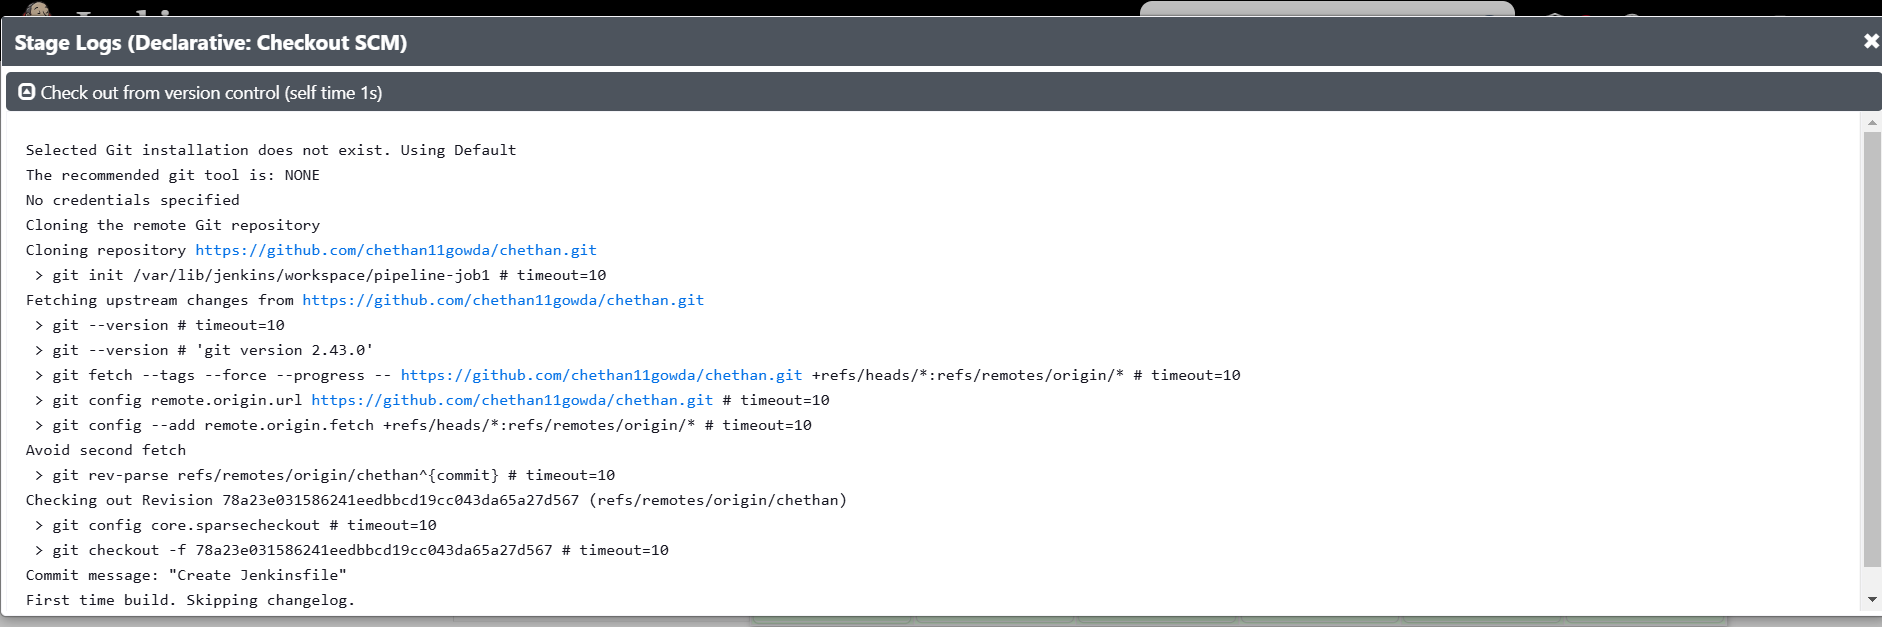 Stage Logs (Declarative: Checkout SCM)
Check out from version control (self time 1s)
Selected Git installation does not exist. Using Default
The recommended git tool is: NONE
No credentials specified
Cloning the remote Git repository
Cloning repository https://github.com/chethan11gowda/chethan.git
 > git init /var/lib/jenkins/workspace/pipeline-job1 # timeout=10
Fetching upstream changes from https://github.com/chethan11gowda/chethan.git
 > git --version # timeout=10
 > git --version # 'git version 2.43.0'
 > git fetch --tags --force --progress -- https://github.com/chethan11gowda/chethan.git +refs/heads/*:refs/remotes/origin/* # timeout=10
 > git config remote.origin.url https://github.com/chethan11gowda/chethan.git # timeout=10
 > git config --add remote.origin.fetch +refs/heads/*:refs/remotes/origin/* # timeout=10
Avoid second fetch
 > git rev-parse refs/remotes/origin/chethan^{commit} # timeout=10
Checking out Revision 78a23e031586241eedbbcd19cc043da65a27d567 (refs/remotes/origin/chethan)
 > git config core.sparsecheckout # timeout=10
 > git checkout -f 78a23e031586241eedbbcd19cc043da65a27d567 # timeout=10
Commit message: "Create Jenkinsfile"
First time build. Skipping changelog.